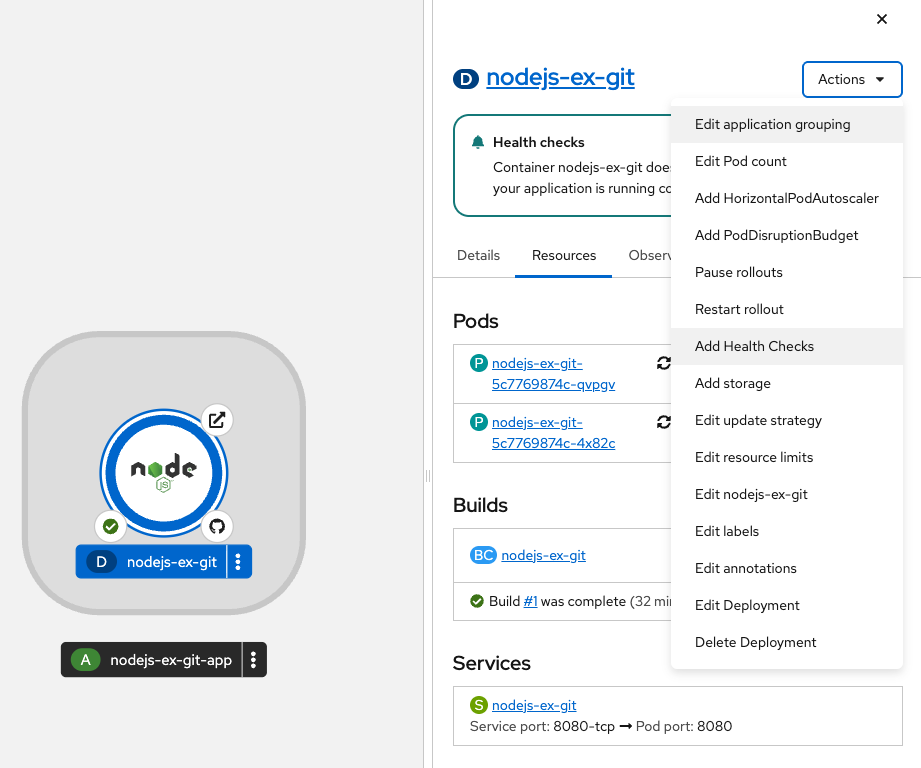 D nodejs-ex-git
Actions
Health checks
Container nodejs-ex-git does
your application is running co
Details
Resources
Observ
Edit application grouping
Edit Pod count
Add HorizontalPodAutoscaler
Add PodDisruptionBudget
Pause rollouts
Restart rollout
Add Health Checks
Add storage
Edit update strategy
Edit resource limits
Edit nodejs-ex-git
Edit labels
Edit annotations
Edit Deployment
Delete Deployment
Pods
P nodejs-ex-git-
5c7769874c-qvpgv
P nodejs-ex-git-
5c7769874c-4x82c
Builds
BC nodejs-ex-git
Build #1 was complete (32 min
Services
S nodejs-ex-git
Service port: 8080-tcp → Pod port: 8080
node
JS
D nodejs-ex-git
A nodejs-ex-git-app